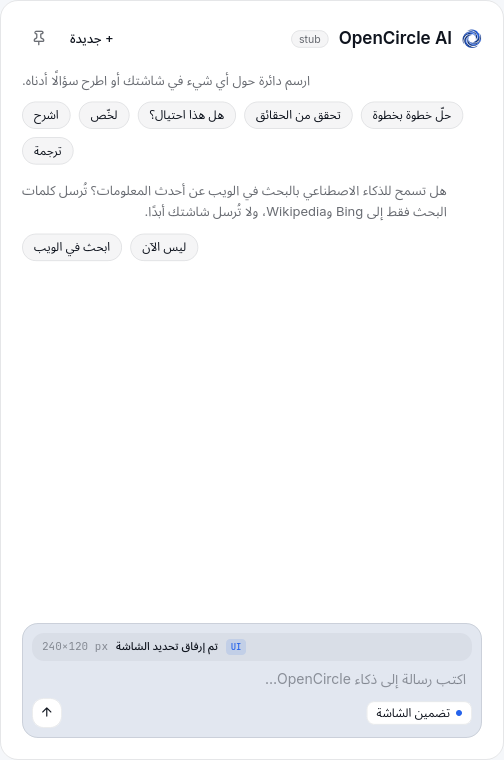 OpenCircle AI stub
+ جديدة
ارسم دائرة حول أي شيء في شاشتك أو اطرح سؤالًا أدناه.
حلّ خطوة بخطوة تحقق من الحقائق هل هذا احتيال؟ لخّص اشرح
ترجمة
هل تسمح للذكاء الاصطناعي بالبحث في الويب عن أحدث المعلومات؟ تُرسل كلمات
البحث فقط إلى Bing وWikipedia، ولا تُرسل شاشتك أبدًا.
ليس الآن ابحث في الويب
UI تم إرفاق تحديد الشاشة 240×120 px
اكتب رسالة إلى ذكاء OpenCircle...
تضمين الشاشة